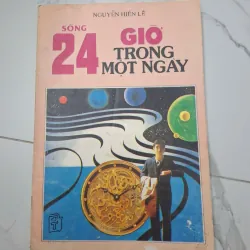 NGUYỄN HIẾN LÊ
SỐNG
24 GIỜ
TRONG
MỘT NGÀY